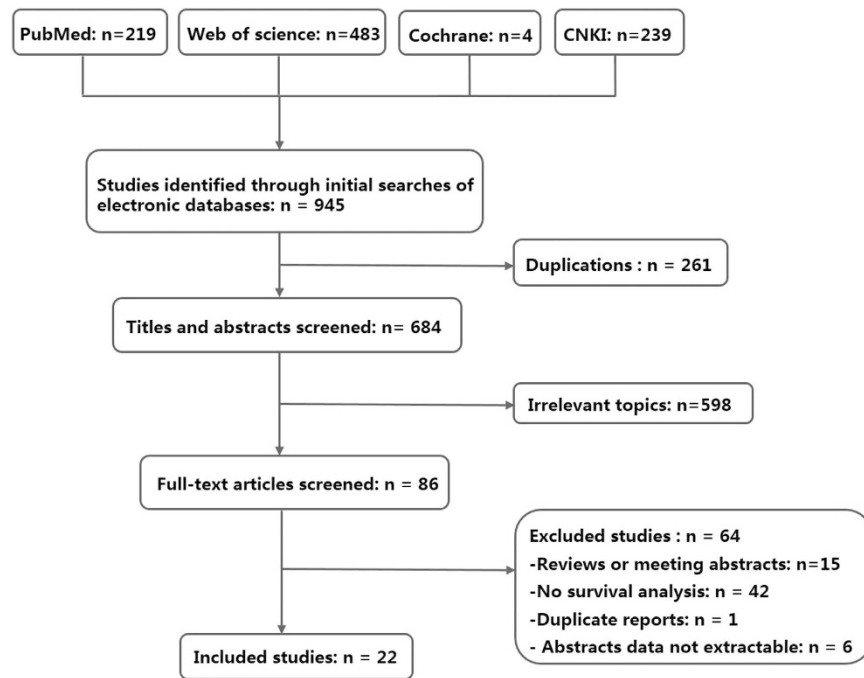 PubMed: n=219
Web of science: n=483
Cochrane: n=4
CNKI: n=239
Studies identified through initial searches of
electronic databases: n = 945
Duplications : n = 261
Titles and abstracts screened: n = 684
Irrelevant topics: n=598
Full-text articles screened: n = 86
Excluded studies : n = 64
-Reviews or meeting abstracts: n=15
-No survival analysis: n = 42
-Duplicate reports: n = 1
- Abstracts data not extractable: n = 6
Included studies: n = 22